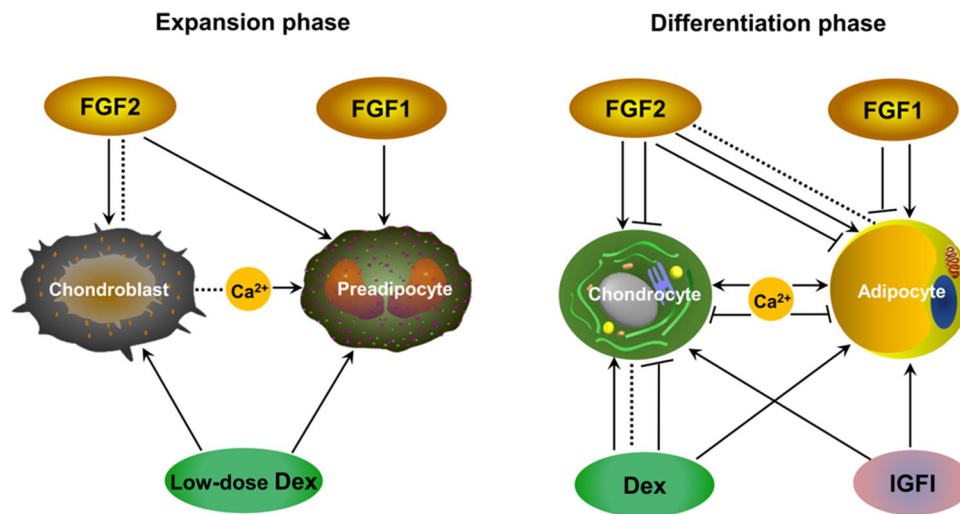 Expansion phase
Differentiation phase
FGF2
FGF1
FGF2
FGF1
Chondroblast
Ca²⁺
Preadipocyte
Chondrocyte
Ca²⁺
Adipocyte
Low-dose Dex
Dex
IGFI